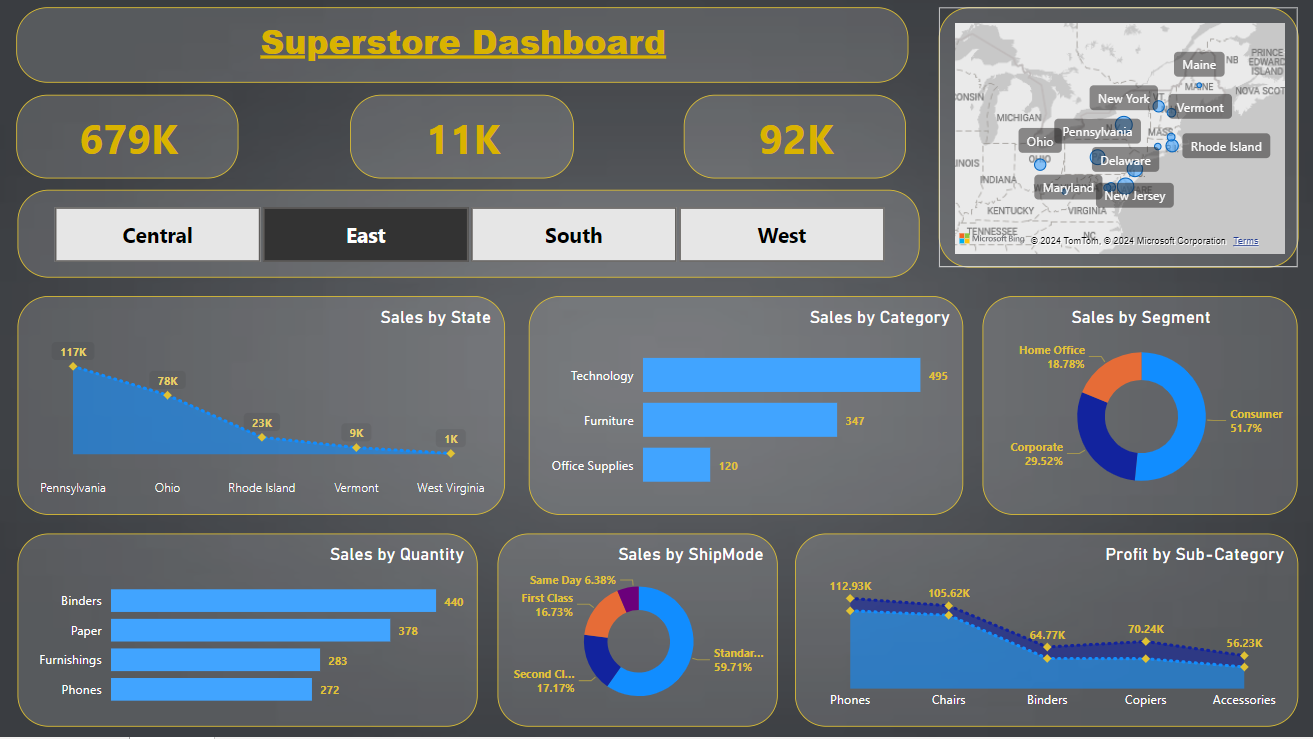 Superstore Dashboard
679K
11K
92K
Central
East
South
West
PRINCE
EDWARD
ISLAND
NB
Maine
MAINE
NOVA SCOT
New York
VT
Vermont
MICHIGAN
Pennsylvania
MASS
Ohio
OHIO
Rhode Island
Delaware
INDIANA
Maryland
New Jersey
KENTUCKY
VIRGINIA
TENNESSEE
NC
Microsoft Bing
© 2024 TomTom, © 2024 Microsoft Corporation Terms
Sales by State
117K
78K
23K
9K
1K
Pennsylvania
Ohio
Rhode Island
Vermont
West Virginia
Sales by Category
Technology 495
Furniture 347
Office Supplies 120
Sales by Segment
Home Office
18.78%
Consumer
51.7%
Corporate
29.52%
Sales by Quantity
Binders 440
Paper 378
Furnishings 283
Phones 272
Sales by ShipMode
Same Day 6.38%
First Class
16.73%
Standar...
59.71%
Second Cl...
17.17%
Profit by Sub-Category
112.93K
105.62K
64.77K
70.24K
56.23K
Phones
Chairs
Binders
Copiers
Accessories